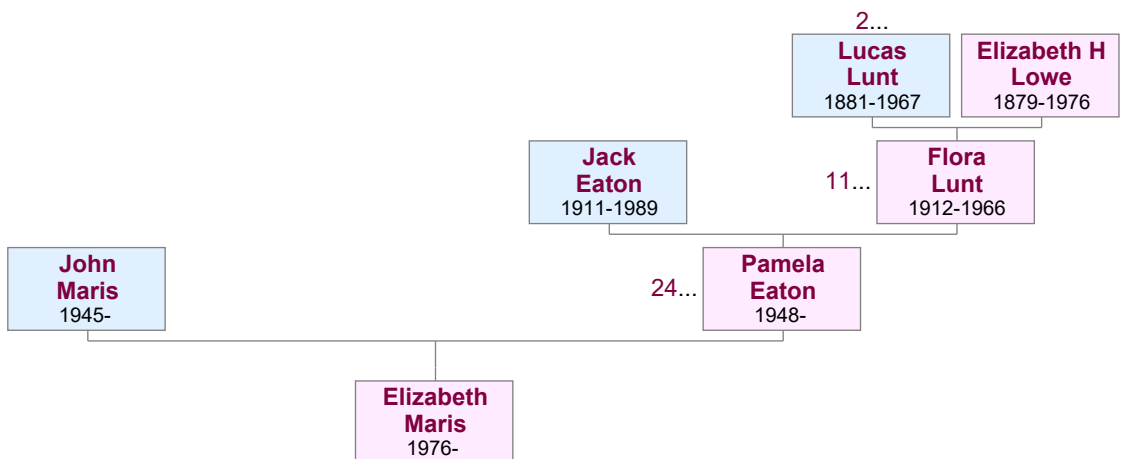 2...
Lucas
Lunt
1881-1967
Elizabeth H
Lowe
1879-1976
Jack
Eaton
1911-1989
11...
Flora
Lunt
1912-1966
John
Maris
1945-
24...
Pamela
Eaton
1948-
Elizabeth
Maris
1976-